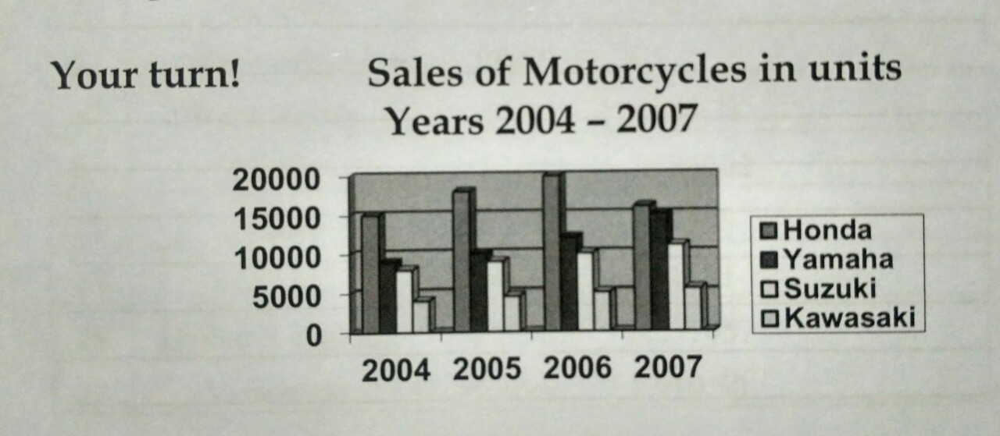 Your turn!
Sales of Motorcycles in units
Years 2004 – 2007
20000
15000
10000
5000
0
2004 2005 2006 2007
Honda
Yamaha
Suzuki
Kawasaki